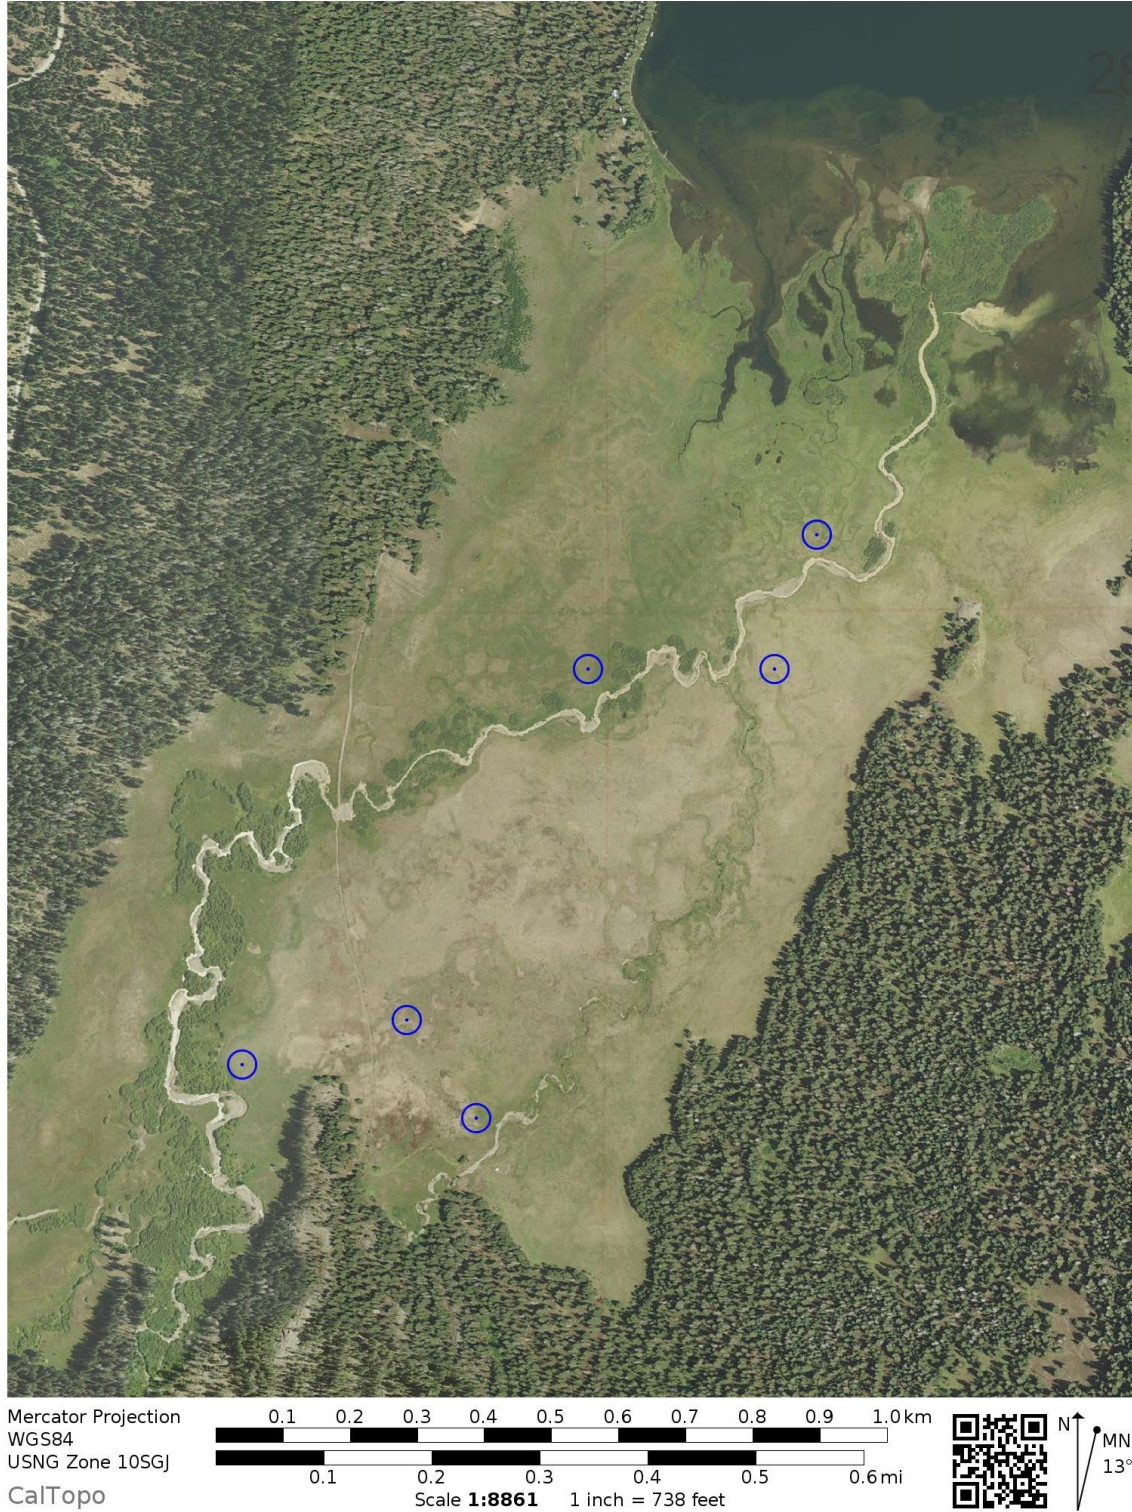 28
Mercator Projection
WGS84
USNG Zone 10SGJ
CalTopo
0.1 0.2 0.3 0.4 0.5 0.6 0.7 0.8 0.9 1.0 km
0.1 0.2 0.3 0.4 0.5 0.6 mi
Scale 1:8861 1 inch = 738 feet
N
MN
13°